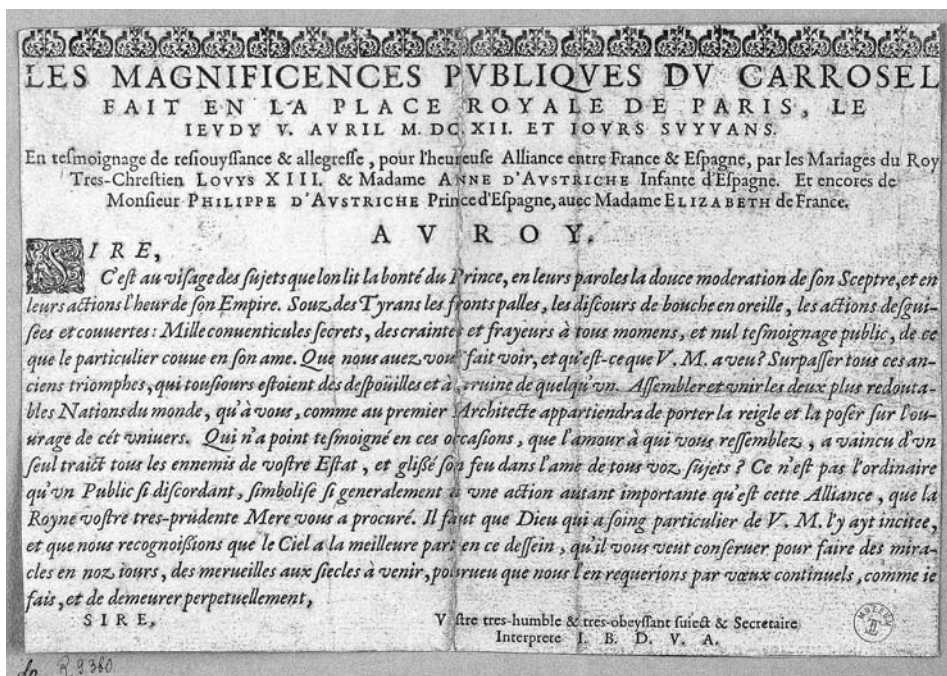 LES MAGNIFICENCES PVBLIQVES DV CARROSEL
FAIT EN LA PLACE ROYALE DE PARIS, LE
IEVDY V. AVRIL M. DC. XII. ET IOVRS SVYVANS.
En teſmoignage de reſiouyſſance & allegreſſe, pour l'heureuſe Alliance entre France & Eſpagne, par les Mariages du Roy
Tres-Chreſtien LOVYS XIII. & Madame ANNE D'AVSTRICHE Infante d'Eſpagne. Et encores de
Monſieur PHILIPPE D'AVSTRICHE Prince d'Eſpagne, auec Madame ELIZABETH de France.
AV ROY.
SIRE,
C'eſt au viſage des ſujets que lon lit la bonté du Prince, en leurs paroles la douce moderation de ſon Sceptre, et en
leurs actions l'heur de ſon Empire. Souz des Tyrans les fronts palles, les diſcours de bouche en oreille, les actions deſgui-
ſées et couuertes: Mille conuenticules ſecrets, des craintes et frayeurs à tous momens, et nul teſmoignage public, de ce
que le particulier couue en ſon ame. Que nous auez vous fait voir, et qu'eſt-ce que V. M. a veu? Surpaſſer tous ces an-
ciens triomphes, qui touſiours eſtoient des deſpoüilles et à ruine de quelqu'vn. Aſſembler et vnir les deux plus redouta-
bles Nations du monde, qu'à vous, comme au premier Architecte appartiendra de porter la reigle et la poſer ſur l'ou-
urage de cét vniuers. Qui n'a point teſmoigné en ces occaſions, que l'amour à qui vous reſſemblez, a vaincu d'vn
ſeul traict tous les ennemis de voſtre Eſtat, et gliſſé ſon feu dans l'ame de tous voz ſujets? Ce n'eſt pas l'ordinaire
qu'vn Public ſi diſcordant, ſimboliſe ſi generalement à vne action autant importante qu'eſt cette Alliance, que la
Royne voſtre tres-prudente Mere vous a procuré. Il faut que Dieu qui a ſoing particulier de V. M. l'y ayt incitee,
et que nous recognoiſſions que le Ciel a la meilleure part en ce deſſein, qu'il vous veut conſeruer pour faire des mira-
cles en noz iours, des merueilles aux ſiecles à venir, pourueu que nous l'en requerions par vœux continuels, comme ie
fais, et de demeurer perpetuellement,
SIRE, Voſtre tres-humble & tres-obeyſſant ſuiect & Secretaire
Interprete I. B. D. V. A.
R 9380